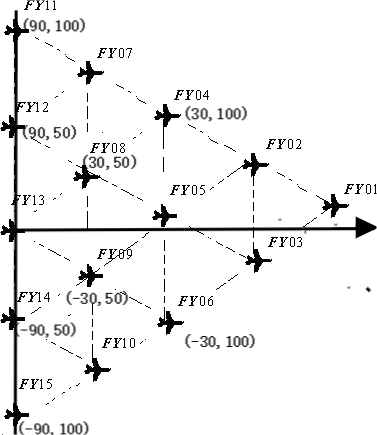 FY11
(90, 100)
FY07
FY12
(90, 50)
FY04
(30, 100)
FY08
(30, 50)
FY02
FY13
FY05
FY01
FY09
(-30, 50)
FY03
FY14
(-90, 50)
FY06
(-30, 100)
FY10
FY15
(-90, 100)